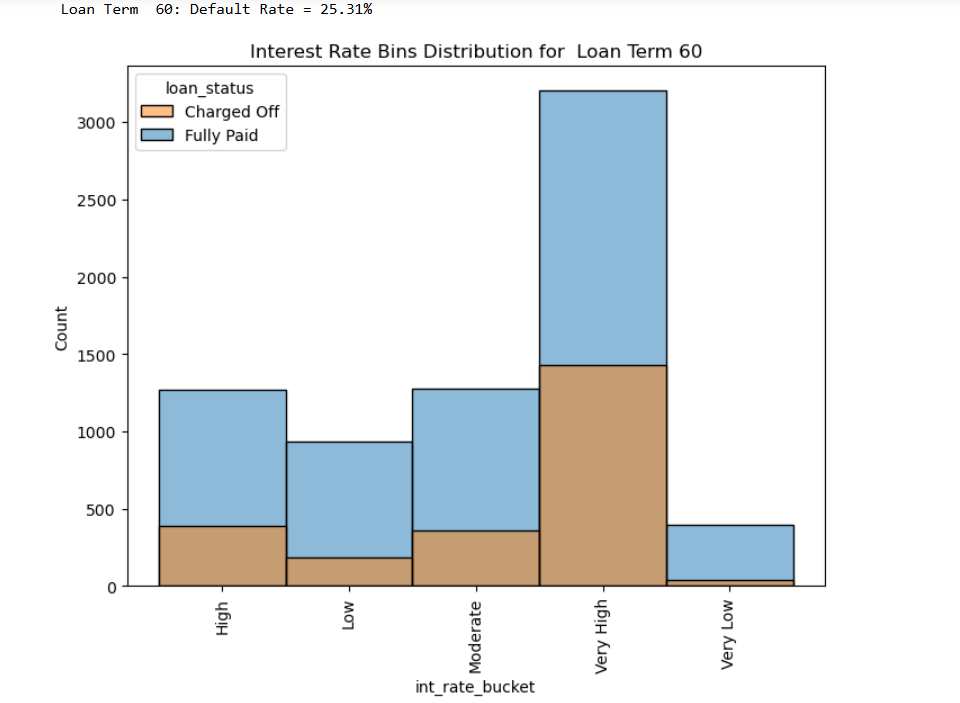 Loan Term  60: Default Rate = 25.31%
Interest Rate Bins Distribution for  Loan Term 60
loan_status
Charged Off
Fully Paid
3000
2500
2000
1500
1000
500
0
Count
High
Low
Moderate
Very High
Very Low
int_rate_bucket